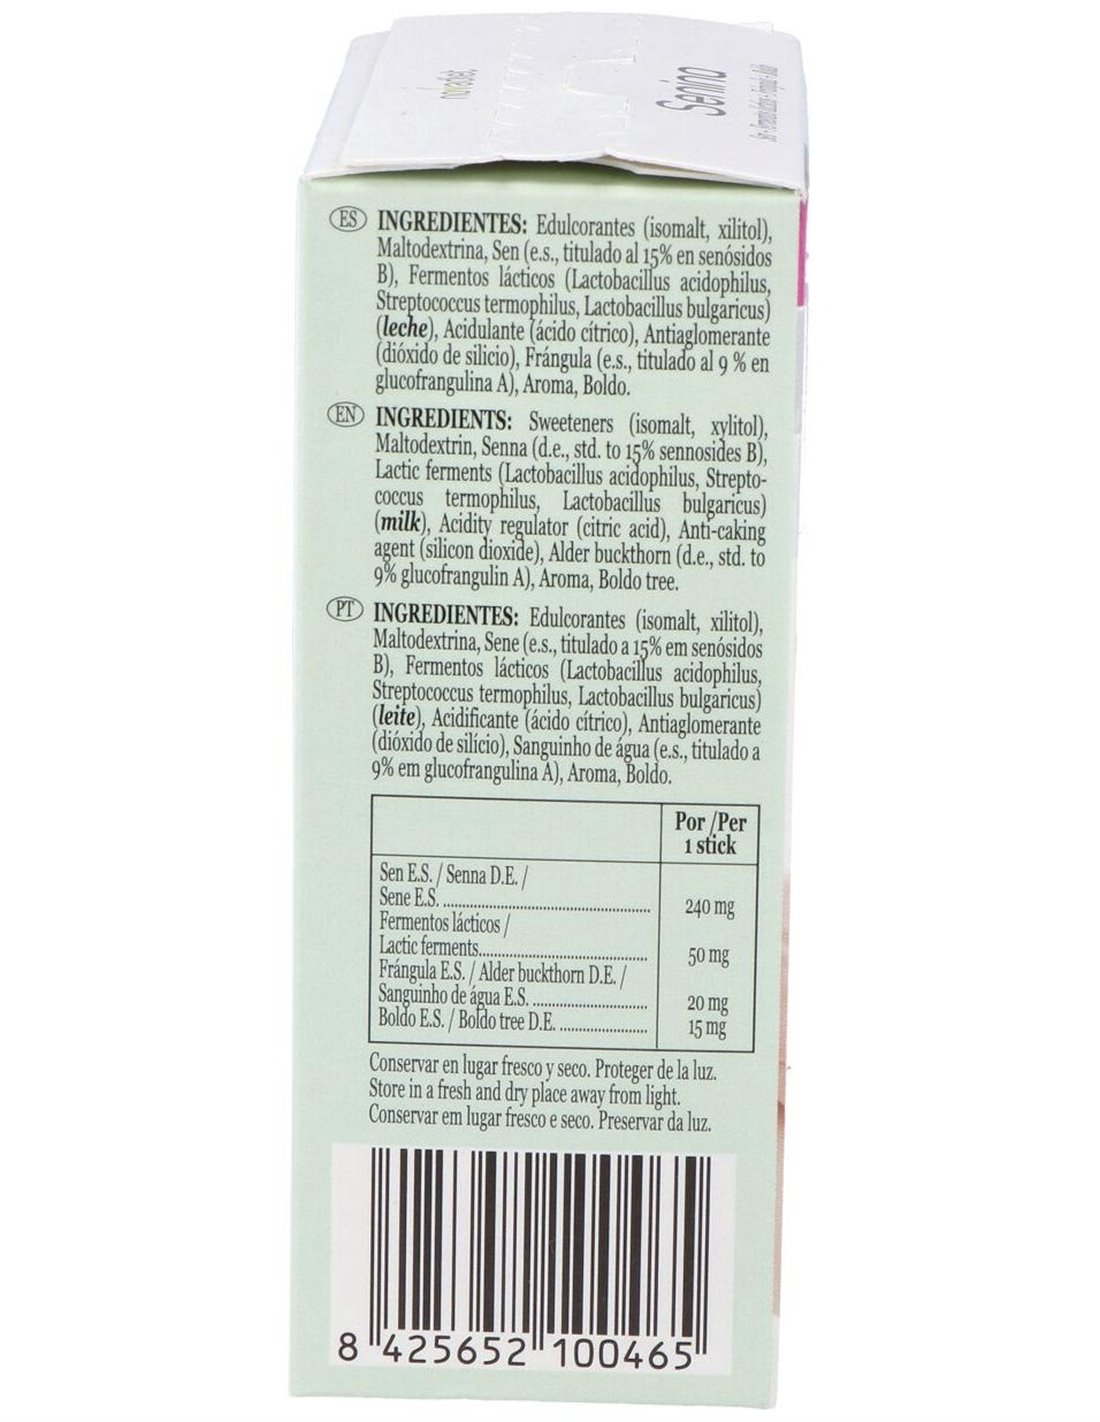 novadiet
Senina
ES INGREDIENTES: Edulcorantes (isomalt, xilitol),
Maltodextrina, Sen (e.s., titulado al 15% en senósidos
B), Fermentos lácticos (Lactobacillus acidophilus,
Streptococcus termophilus, Lactobacillus bulgaricus)
(leche), Acidulante (ácido cítrico), Antiaglomerante
(dióxido de silicio), Frángula (e.s., titulado al 9 % en
glucofrangulina A), Aroma, Boldo.
EN INGREDIENTS: Sweeteners (isomalt, xylitol),
Maltodextrin, Senna (d.e., std. to 15% sennosides B),
Lactic ferments (Lactobacillus acidophilus, Strepto-
coccus termophilus, Lactobacillus bulgaricus)
(milk), Acidity regulator (citric acid), Anti-caking
agent (silicon dioxide), Alder buckthorn (d.e., std. to
9% glucofrangulin A), Aroma, Boldo tree.
PT INGREDIENTES: Edulcorantes (isomalt, xilitol),
Maltodextrina, Sene (e.s., titulado a 15% em senósidos
B), Fermentos lácticos (Lactobacillus acidophilus,
Streptococcus termophilus, Lactobacillus bulgaricus)
(leite), Acidificante (ácido cítrico), Antiaglomerante
(dióxido de silício), Sanguinho de água (e.s., titulado a
9% em glucofrangulina A), Aroma, Boldo.
Por /Per
1 stick
Sen E.S. / Senna D.E. /
Sene E.S. 240 mg
Fermentos lácticos /
Lactic ferments 50 mg
Frángula E.S. / Alder buckthorn D.E. /
Sanguinho de água E.S. 20 mg
Boldo E.S. / Boldo tree D.E. 15 mg
Conservar en lugar fresco y seco. Proteger de la luz.
Store in a fresh and dry place away from light.
Conservar em lugar fresco e seco. Preservar da luz.
8 425652 100465